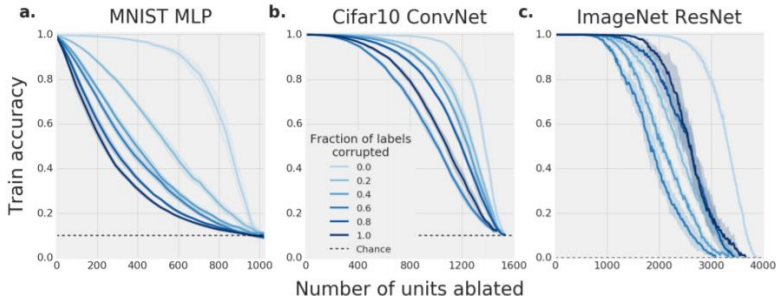 a. MNIST MLP
b. Cifar10 ConvNet
c. ImageNet ResNet
Train accuracy
1.0
0.8
0.6
0.4
0.2
0.0
0 200 400 600 800 1000
1.0
0.8
0.6
0.4
0.2
0.0
0 400 800 1200 1600
1.0
0.8
0.6
0.4
0.2
0.0
0 1000 2000 3000 4000
Fraction of labels
corrupted
0.0
0.2
0.4
0.6
0.8
1.0
Chance
Number of units ablated